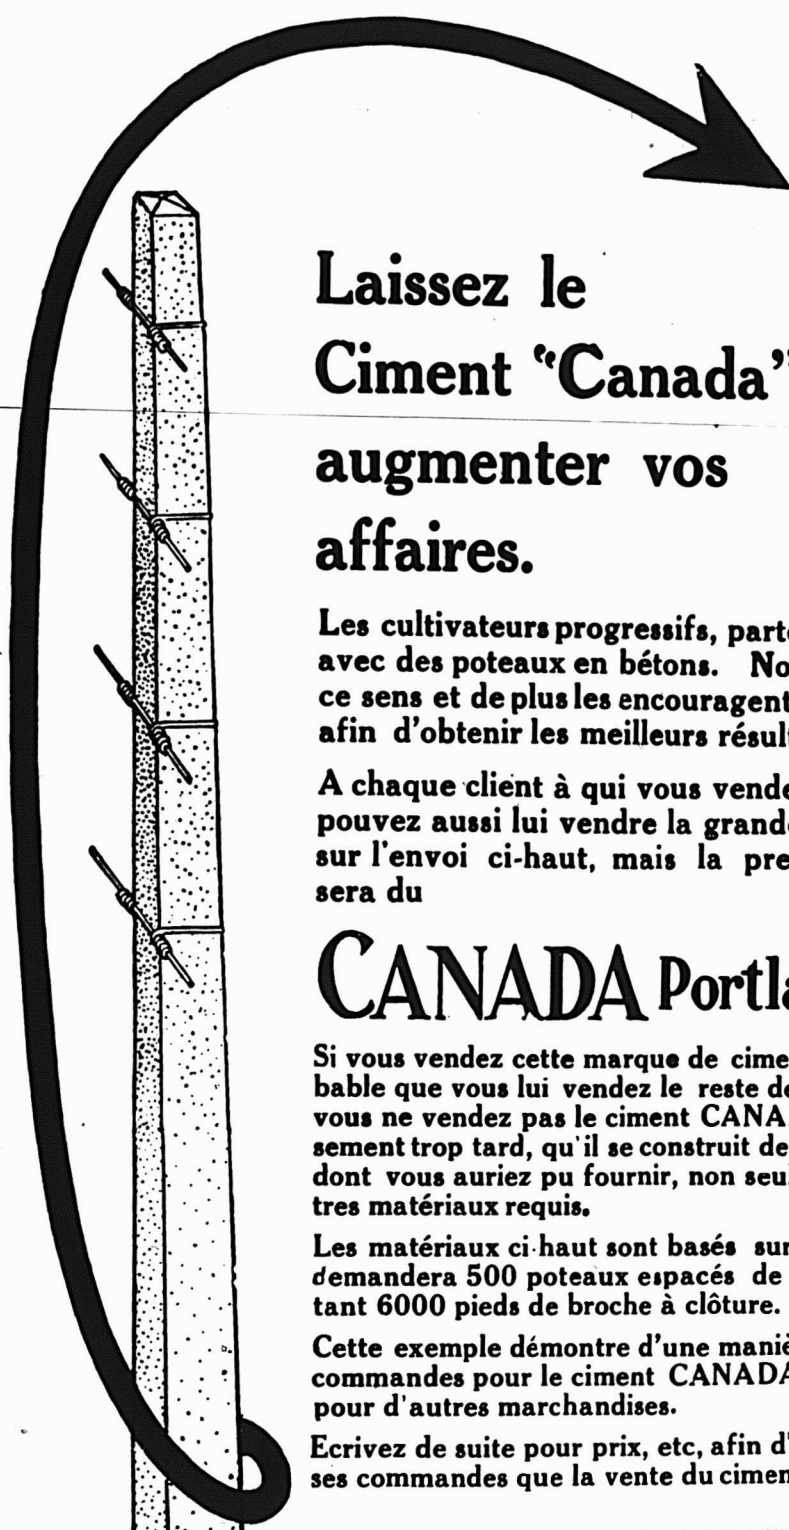 Laissez le
Ciment "Canada"
augmenter vos
affaires.
Les cultivateurs progressifs, part
avec des poteaux en bétons. No
ce sens et de plus les encouragent
afin d'obtenir les meilleurs résul
A chaque client à qui vous vende
pouvez aussi lui vendre la grand
sur l'envoi ci-haut, mais la pre
sera du
CANADA Portla
Si vous vendez cette marque de cime
bable que vous lui vendez le reste de
vous ne vendez pas le ciment CANA
sement trop tard, qu'il se construit de
dont vous auriez pu fournir, non seul
tres matériaux requis.
Les matériaux ci-haut sont basés sur
demandera 500 poteaux espacés de
tant 6000 pieds de broche à clôture.
Cette exemple démontre d'une maniè
commandes pour le ciment CANADA
pour d'autres marchandises.
Ecrivez de suite pour prix, etc, afin d'
ses commandes que la vente du cimen